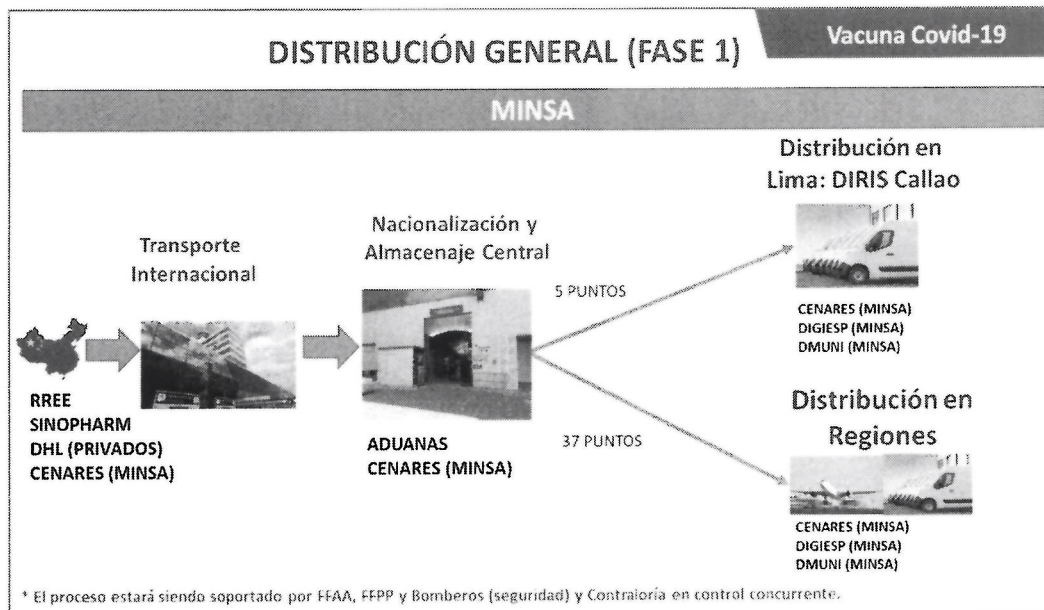 Vacuna Covid-19
DISTRIBUCIÓN GENERAL (FASE 1)
MINSA
Transporte
Internacional
RREE
SINOPHARM
DHL (PRIVADOS)
CENARES (MINSA)
Nacionalización y
Almacenaje Central
ADUANAS
CENARES (MINSA)
5 PUNTOS
37 PUNTOS
Distribución en
Lima: DIRIS Callao
CENARES (MINSA)
DIGIESP (MINSA)
DMUNI (MINSA)
Distribución en
Regiones
CENARES (MINSA)
DIGIESP (MINSA)
DMUNI (MINSA)
* El proceso estará siendo soportado por FFAA, FFPP y Bomberos (seguridad) y Contraloría en control concurrente.